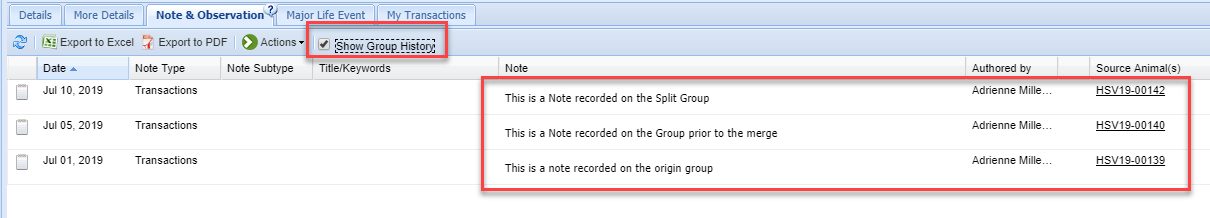 Details More Details Note & Observation ? Major Life Event My Transactions
Export to Excel Export to PDF Actions Show Group History
Date Note Type Note Subtype Title/Keywords Note Authored by Source Animal(s)
Jul 10, 2019 Transactions This is a Note recorded on the Split Group Adrienne Mille... HSV19-00142
Jul 05, 2019 Transactions This is a Note recorded on the Group prior to the merge Adrienne Mille... HSV19-00140
Jul 01, 2019 Transactions This is a note recorded on the origin group Adrienne Mille... HSV19-00139